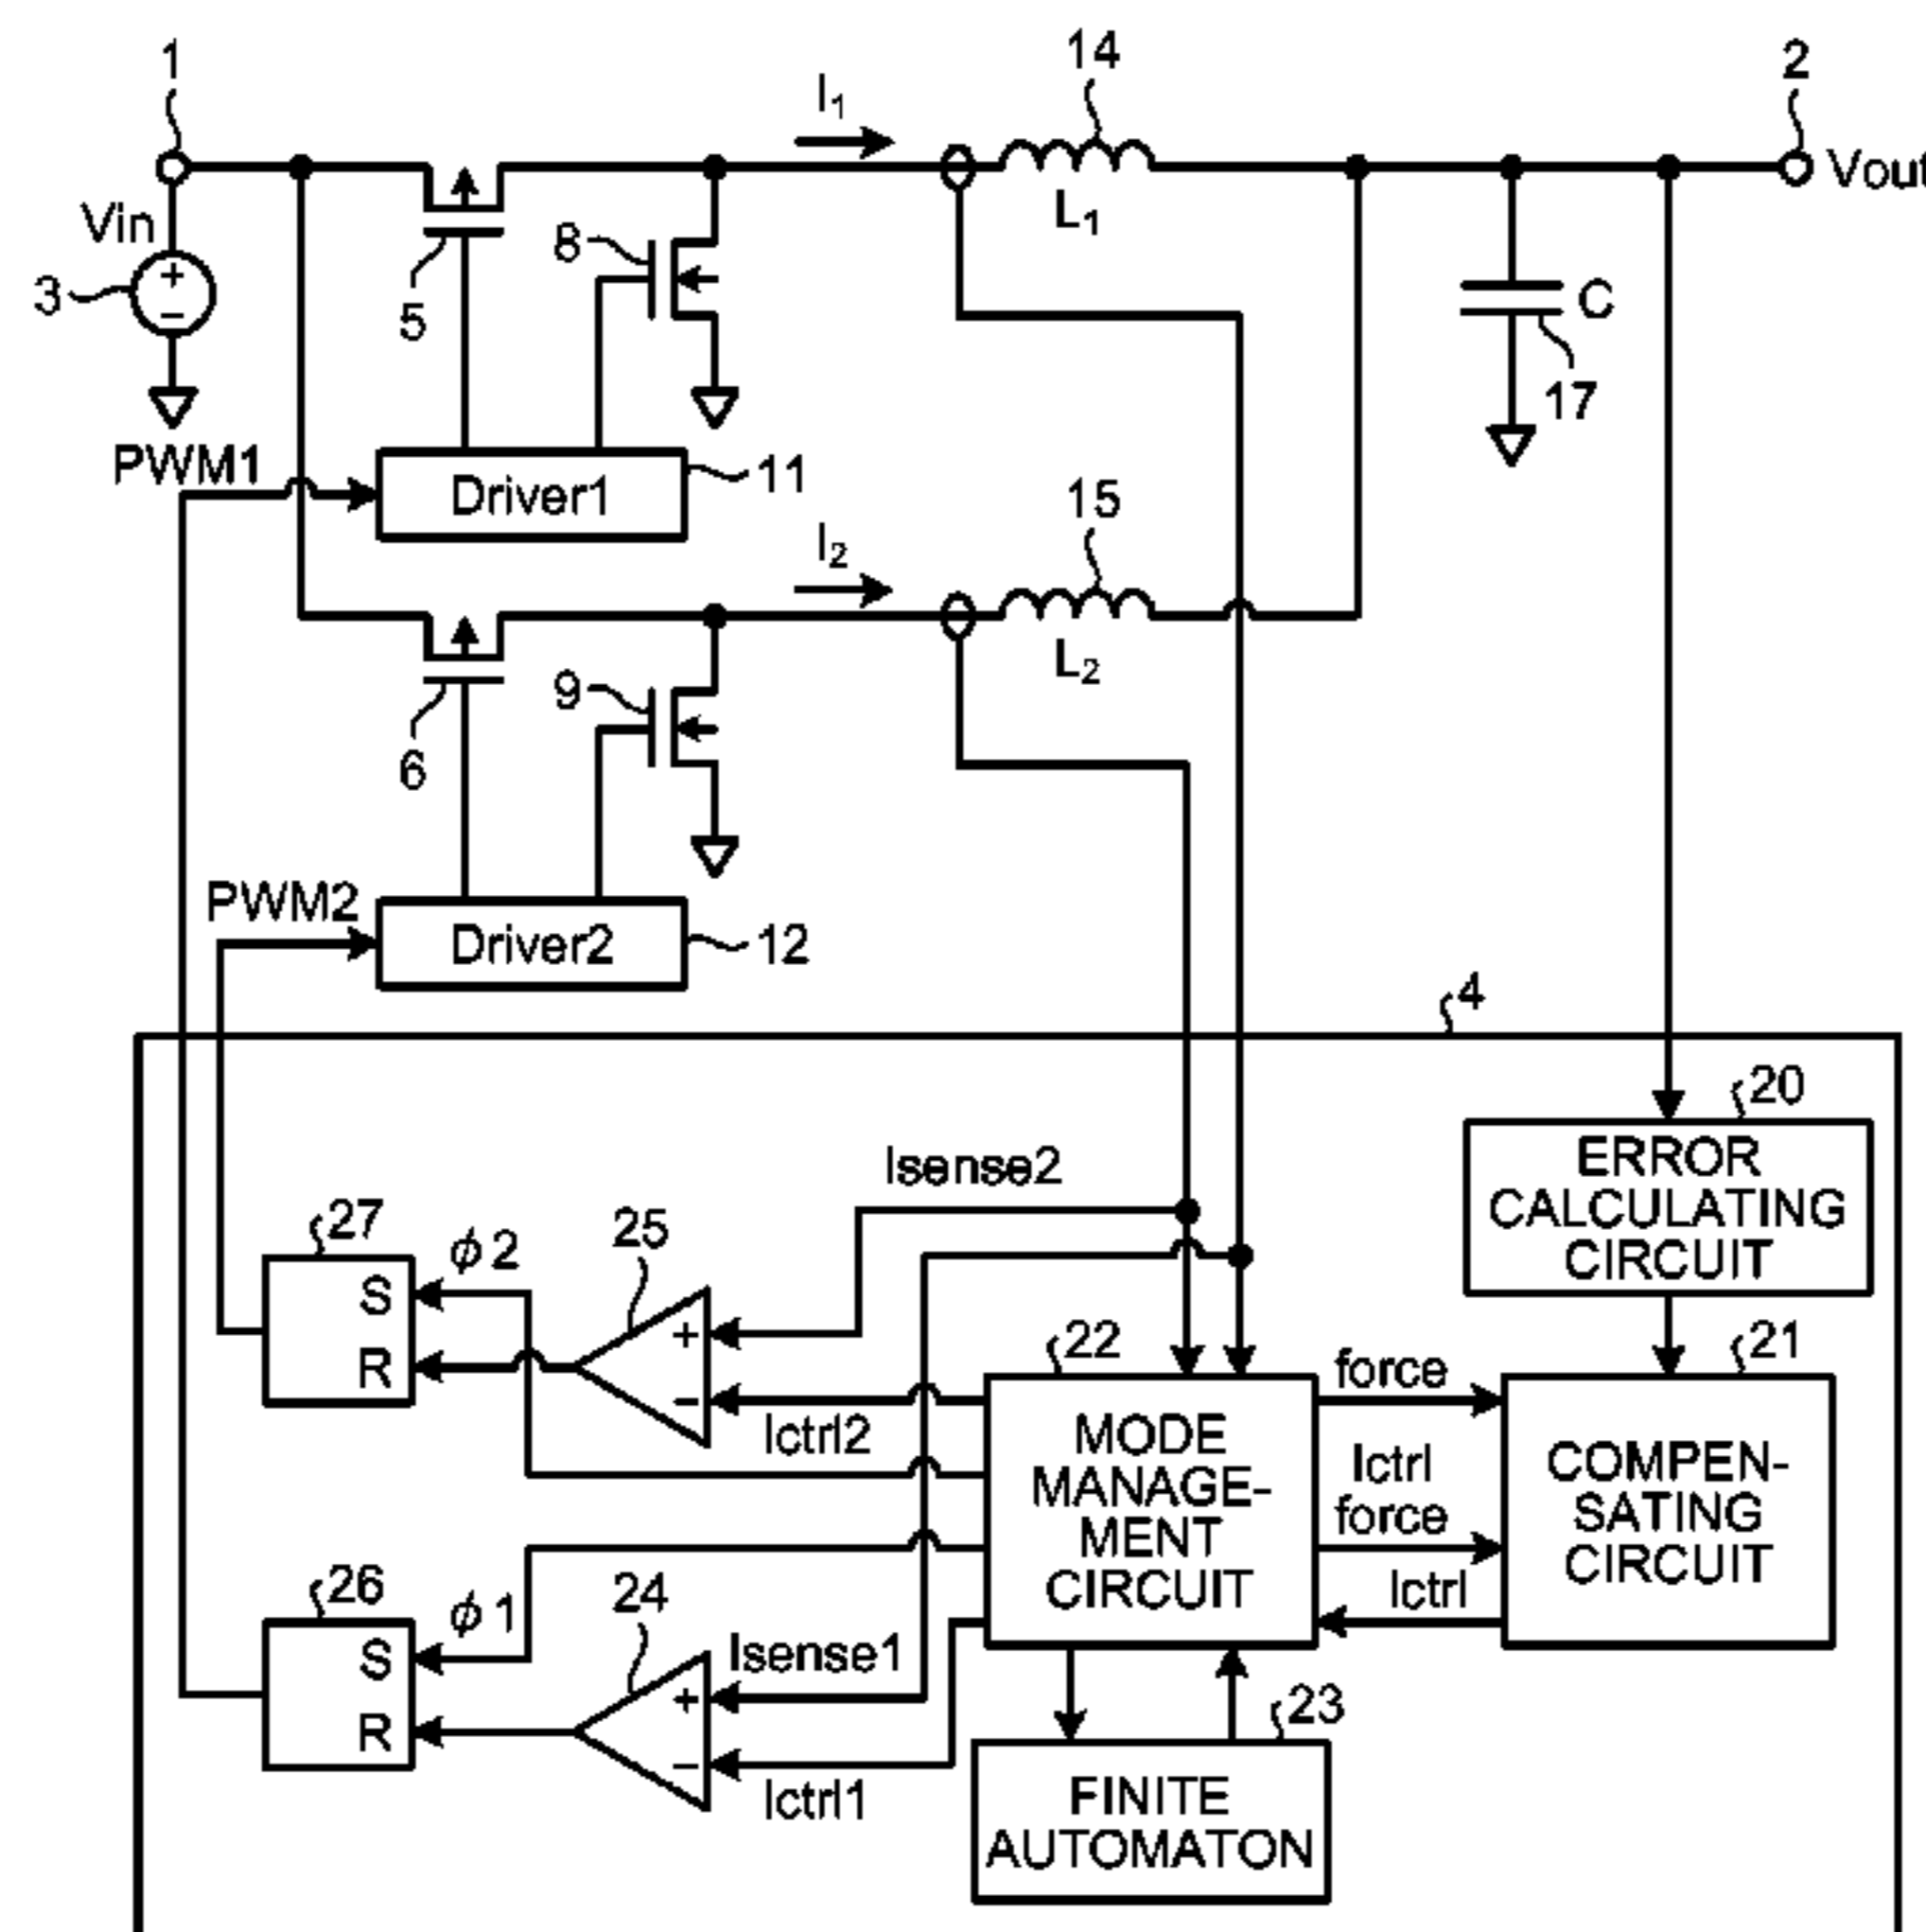 1
I1
14
2
Vout
Vin
L1
3
5
8
C
17
PWM1
Driver1
11
15
I2
L2
6
9
PWM2
Driver2
12
4
20
ERROR
CALCULATING
CIRCUIT
Isense2
27
ϕ2
25
S
R
+
−
Ictrl2
22
MODE
MANAGE-
MENT
CIRCUIT
force
Ictrl
force
Ictrl
21
COMPEN-
SATING
CIRCUIT
26
ϕ1
24
S
R
Isense1
+
−
Ictrl1
23
FINITE
AUTOMATON